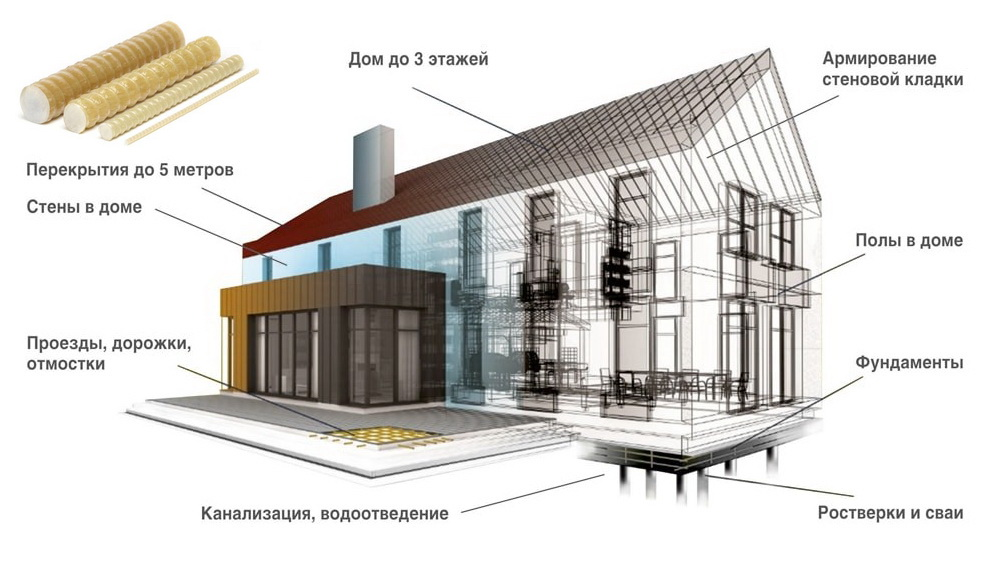 Дом до 3 этажей
Армирование
стеновой кладки
Перекрытия до 5 метров
Стены в доме
Полы в доме
Проезды, дорожки,
отмостки
Фундаменты
Канализация, водоотведение
Ростверки и сваи